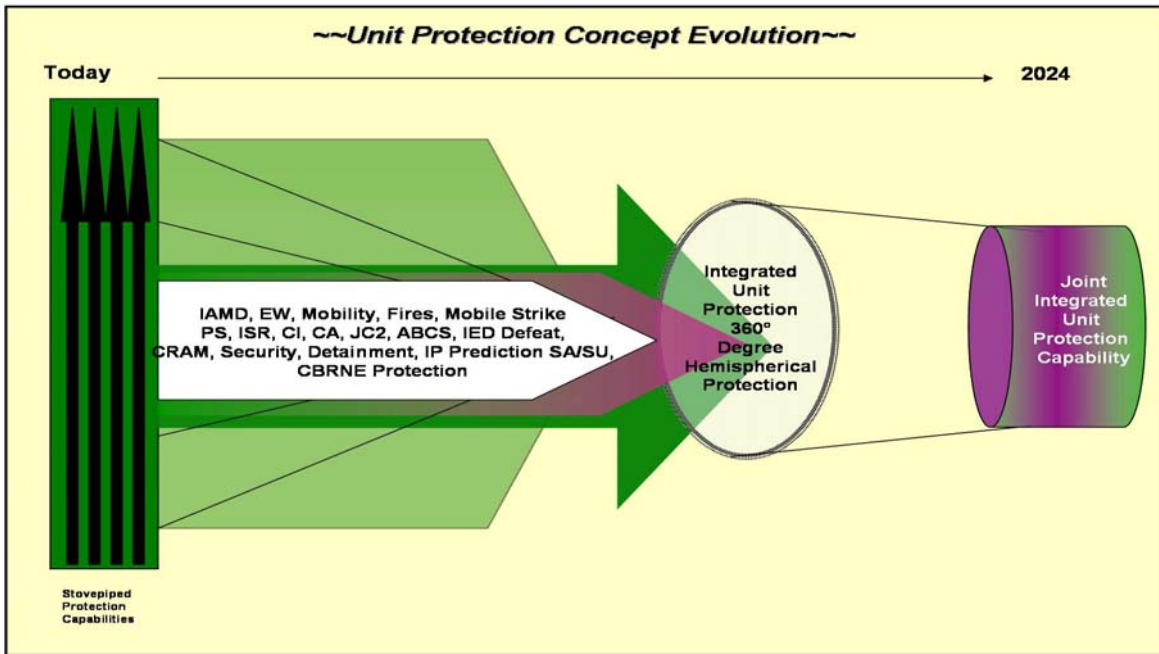 ~~Unit Protection Concept Evolution~~
Today
2024
IAMD, EW, Mobility, Fires, Mobile Strike
PS, ISR, CI, CA, JC2, ABCS, IED Defeat,
CRAM, Security, Detainment, IP Prediction SA/SU,
CBRNE Protection
Integrated
Unit
Protection
360º
Degree
Hemispherical
Protection
Joint
Integrated
Unit
Protection
Capability
Stovepiped
Protection
Capabilities